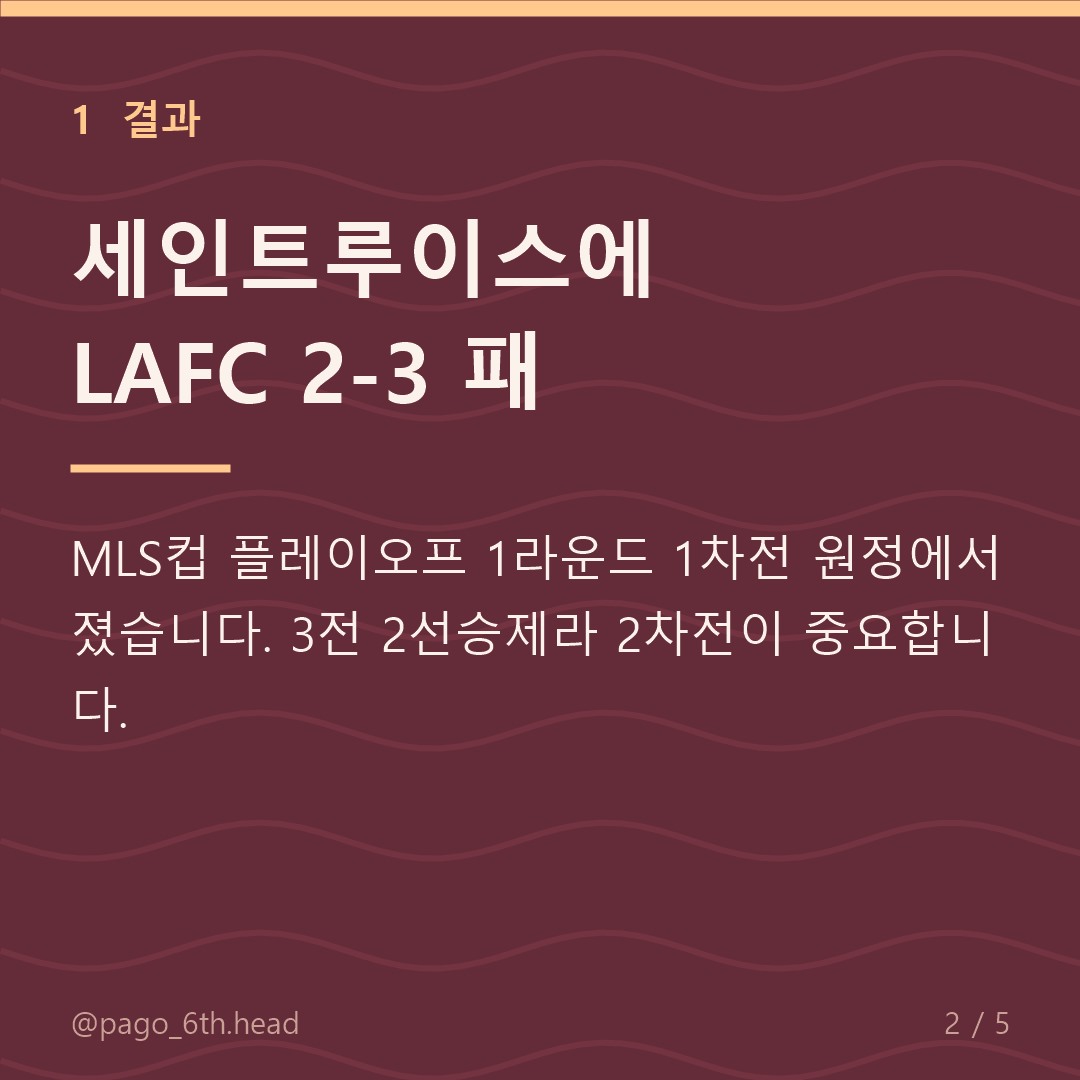 1 결과
세인트루이스에
LAFC 2-3 패
MLS컵 플레이오프 1라운드 1차전 원정에서
졌습니다. 3전 2선승제라 2차전이 중요합니
다.
@pago_6th.head
2 / 5